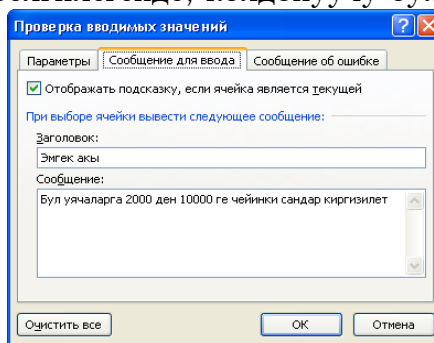 Проверка вводимых значений
Параметры
Сообщение для ввода
Сообщение об ошибке
Отображать подсказку, если ячейка является текущей
При выборе ячейки вывести следующее сообщение:
Заголовок:
Эмгек акы
Сообщение:
Бул уячаларга 2000 ден 10000 ге чейинки сандар киргизилет
Очистить все
ОК
Отмена